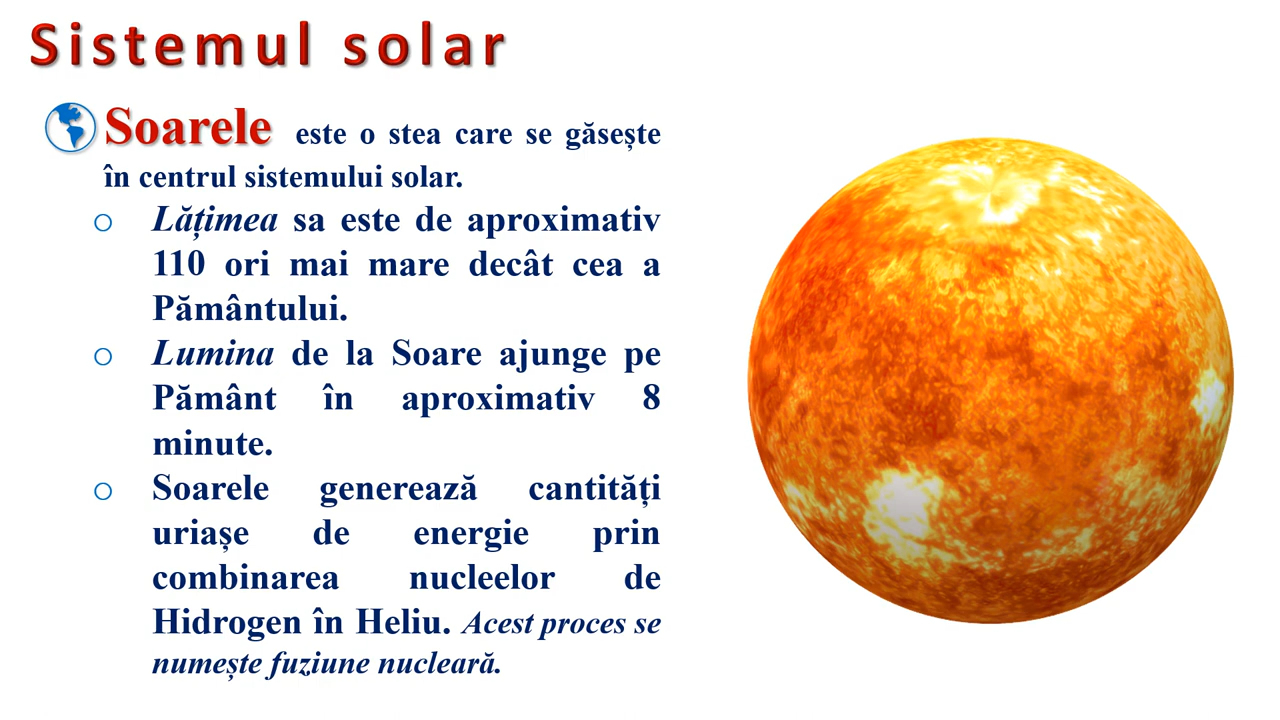 Sistemul solar
Soarele este o stea care se găsește
în centrul sistemului solar.
o Lățimea sa este de aproximativ
110 ori mai mare decât cea a
Pământului.
o Lumina de la Soare ajunge pe
Pământ în aproximativ 8
minute.
o Soarele generează cantități
uriașe de energie prin
combinarea nucleelor de
Hidrogen în Heliu. Acest proces se
numește fuziune nucleară.